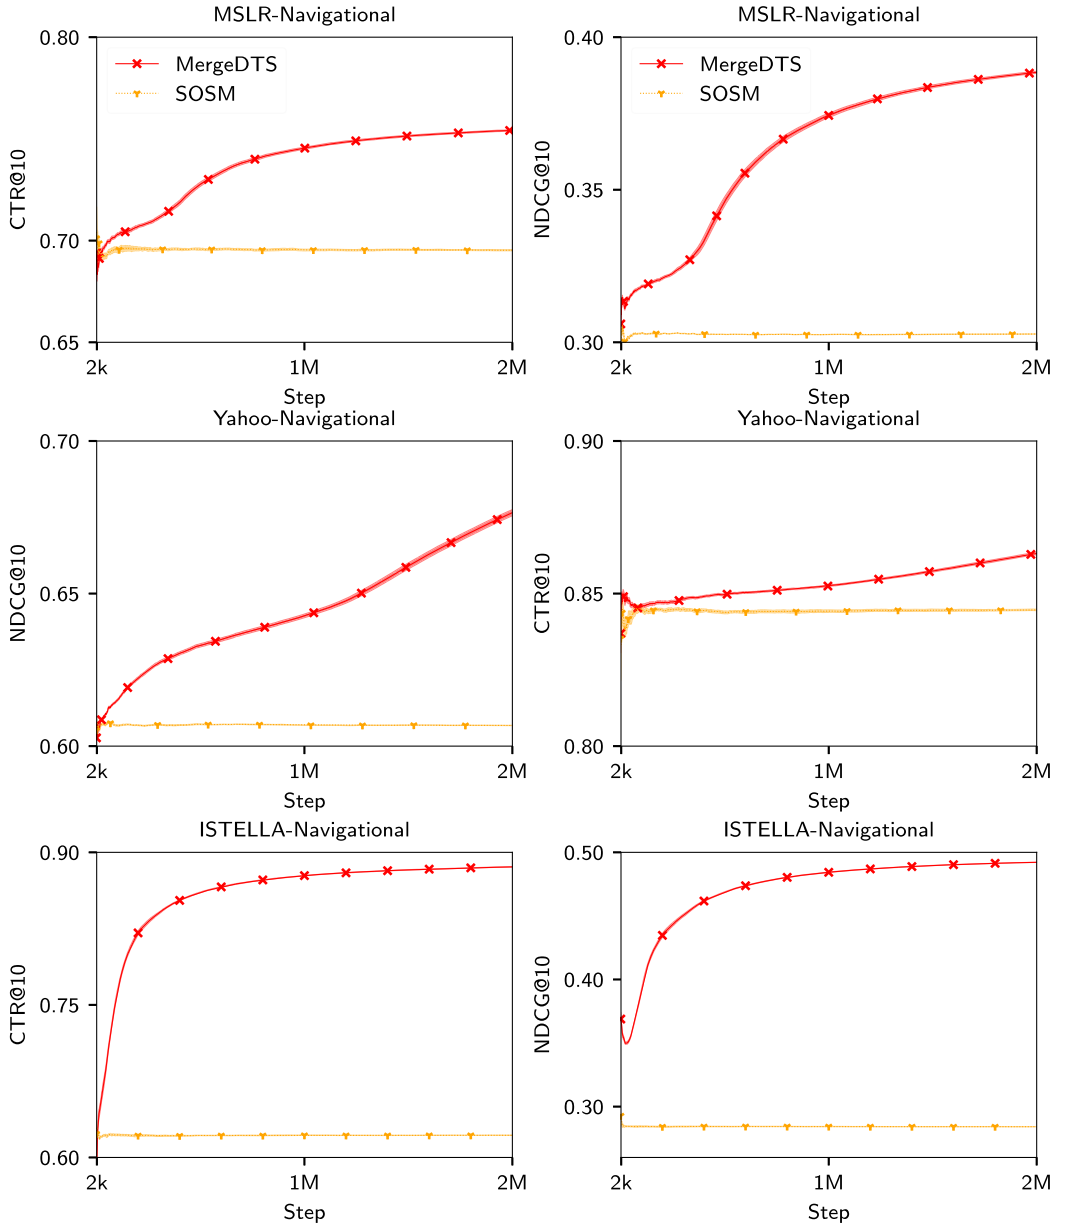 MSLR-Navigational
CTR@10
0.80
0.70
0.65
MergeDTS
SOSM
2k
1M
2M
Step
MSLR-Navigational
NDCG@10
0.40
0.35
0.30
MergeDTS
SOSM
2k
1M
2M
Step
Yahoo-Navigational
NDCG@10
0.70
0.65
0.60
2k
1M
2M
Step
Yahoo-Navigational
CTR@10
0.90
0.85
0.80
2k
1M
2M
Step
ISTELLA-Navigational
CTR@10
0.90
0.75
0.60
2k
1M
2M
Step
ISTELLA-Navigational
NDCG@10
0.50
0.40
0.30
2k
1M
2M
Step